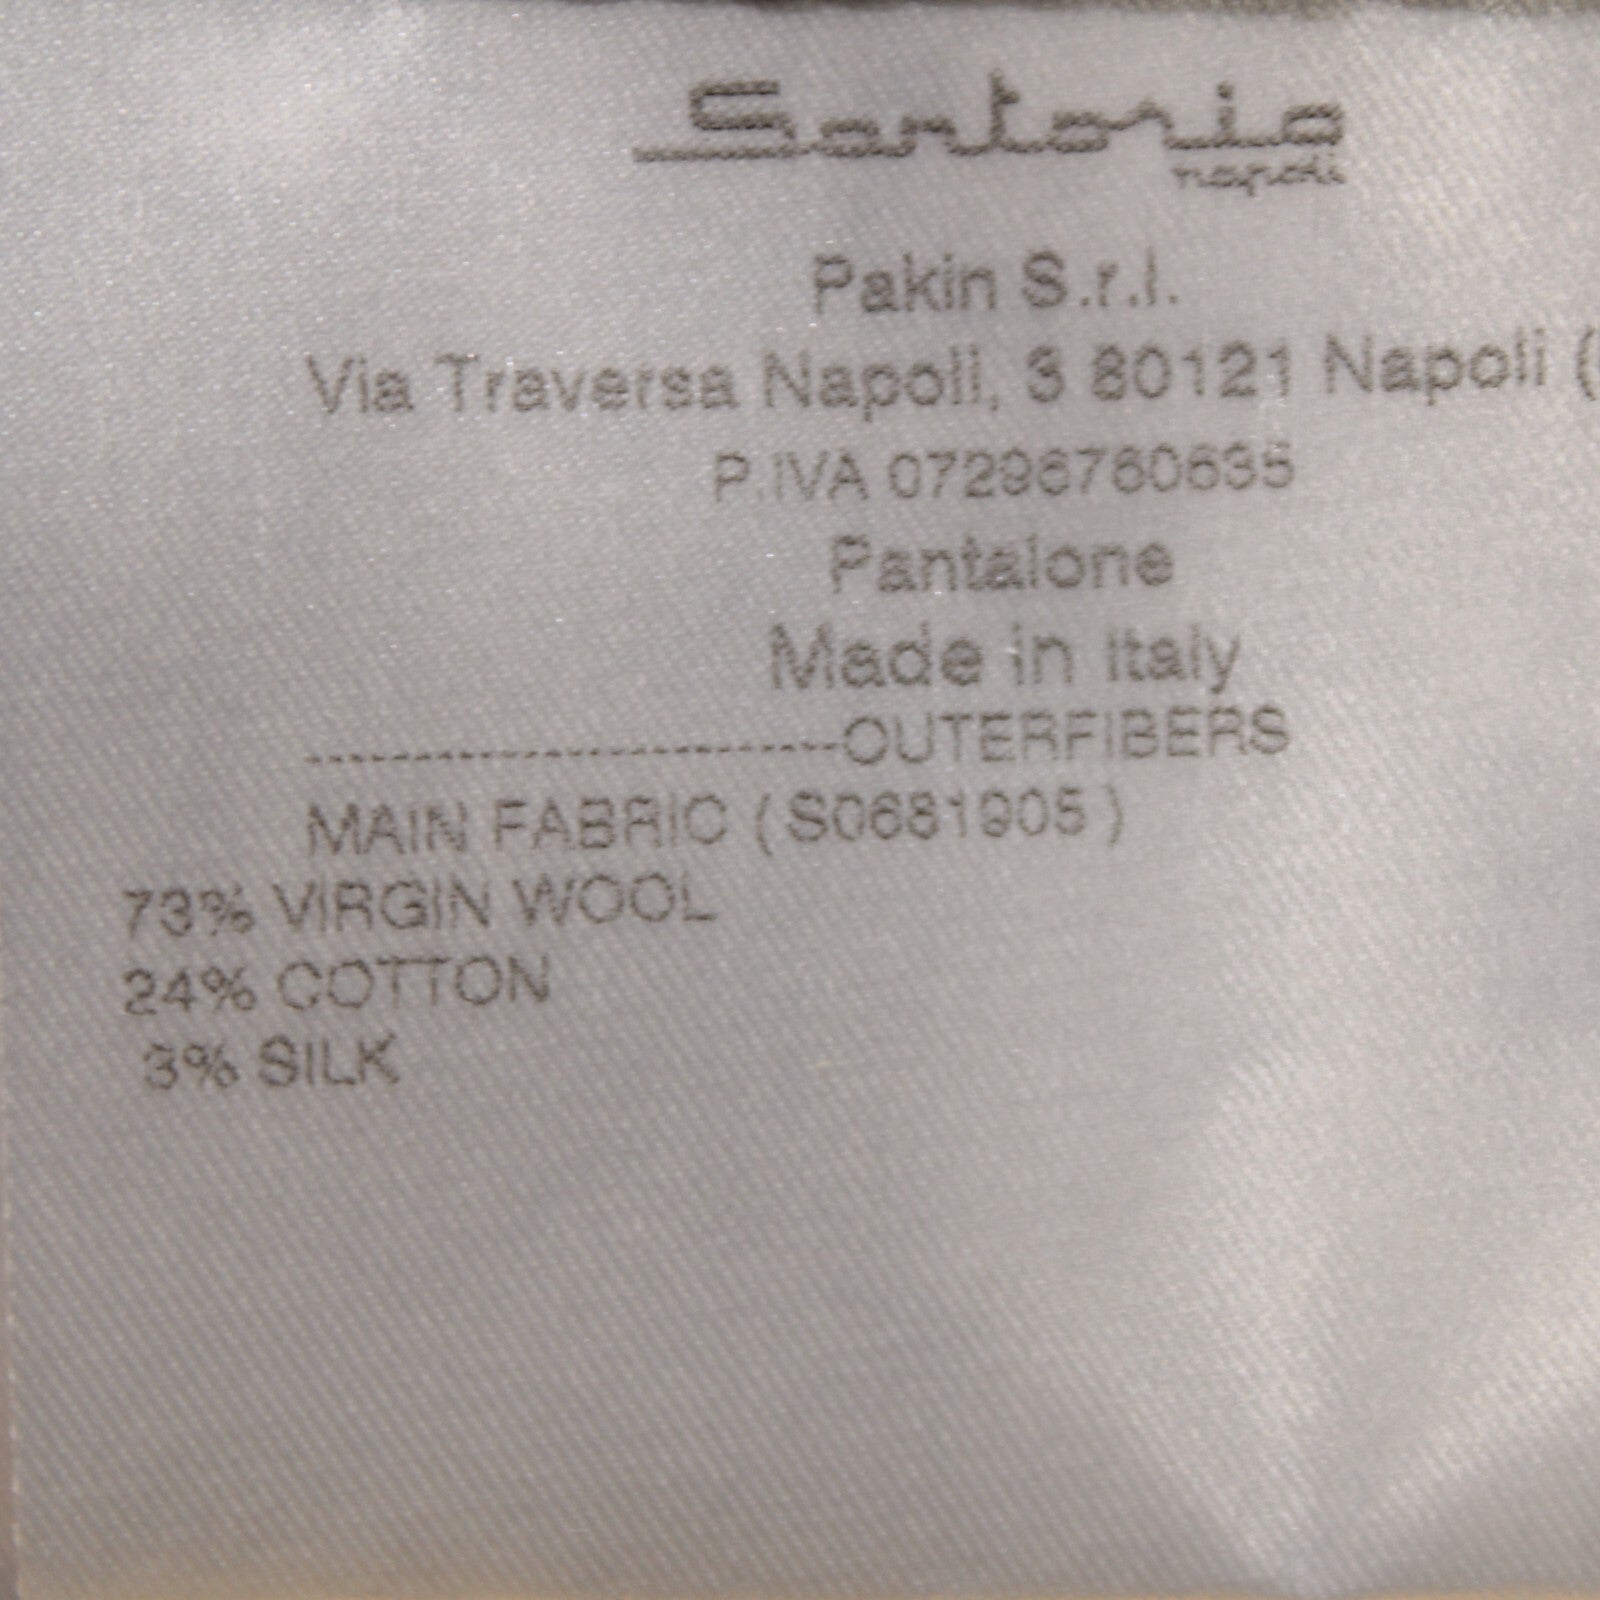 Sartoria
napoli
Pakin S.r.l.
Via Traversa Napoli, 3 80121 Napoli (
P.IVA 07296760635
Pantalone
Made in Italy
-------------------------OUTERFIBERS
MAIN FABRIC ( S0681905 )
73% VIRGIN WOOL
24% COTTON
3% SILK